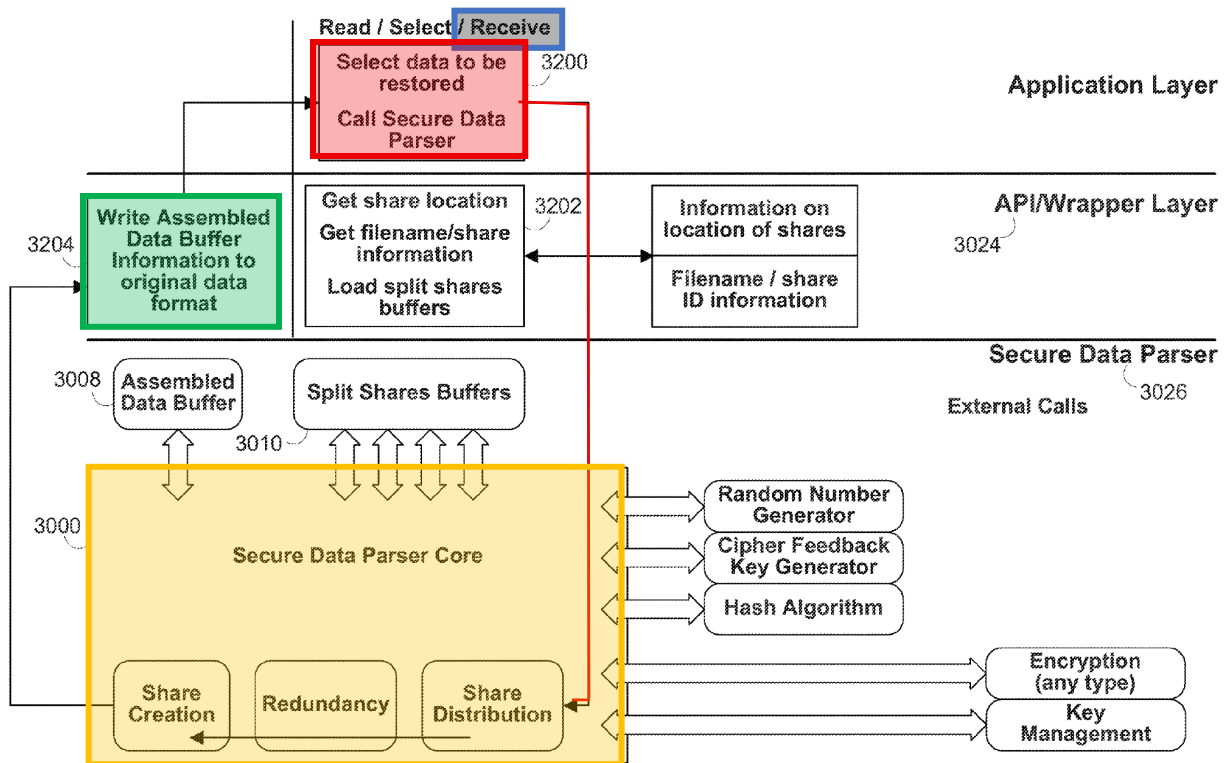 Read / Select / Receive
Select data to be
restored
Call Secure Data
Parser
3200
Application Layer
3204
Write Assembled
Data Buffer
Information to
original data
format
Get share location
Get filename/share
information
Load split shares
buffers
3202
Information on
location of shares
Filename / share
ID information
API/Wrapper Layer
3024
Secure Data Parser
3026
External Calls
3008
Assembled
Data Buffer
Split Shares Buffers
3010
3000
Secure Data Parser Core
Random Number
Generator
Cipher Feedback
Key Generator
Hash Algorithm
Share
Creation
Redundancy
Share
Distribution
Encryption
(any type)
Key
Management